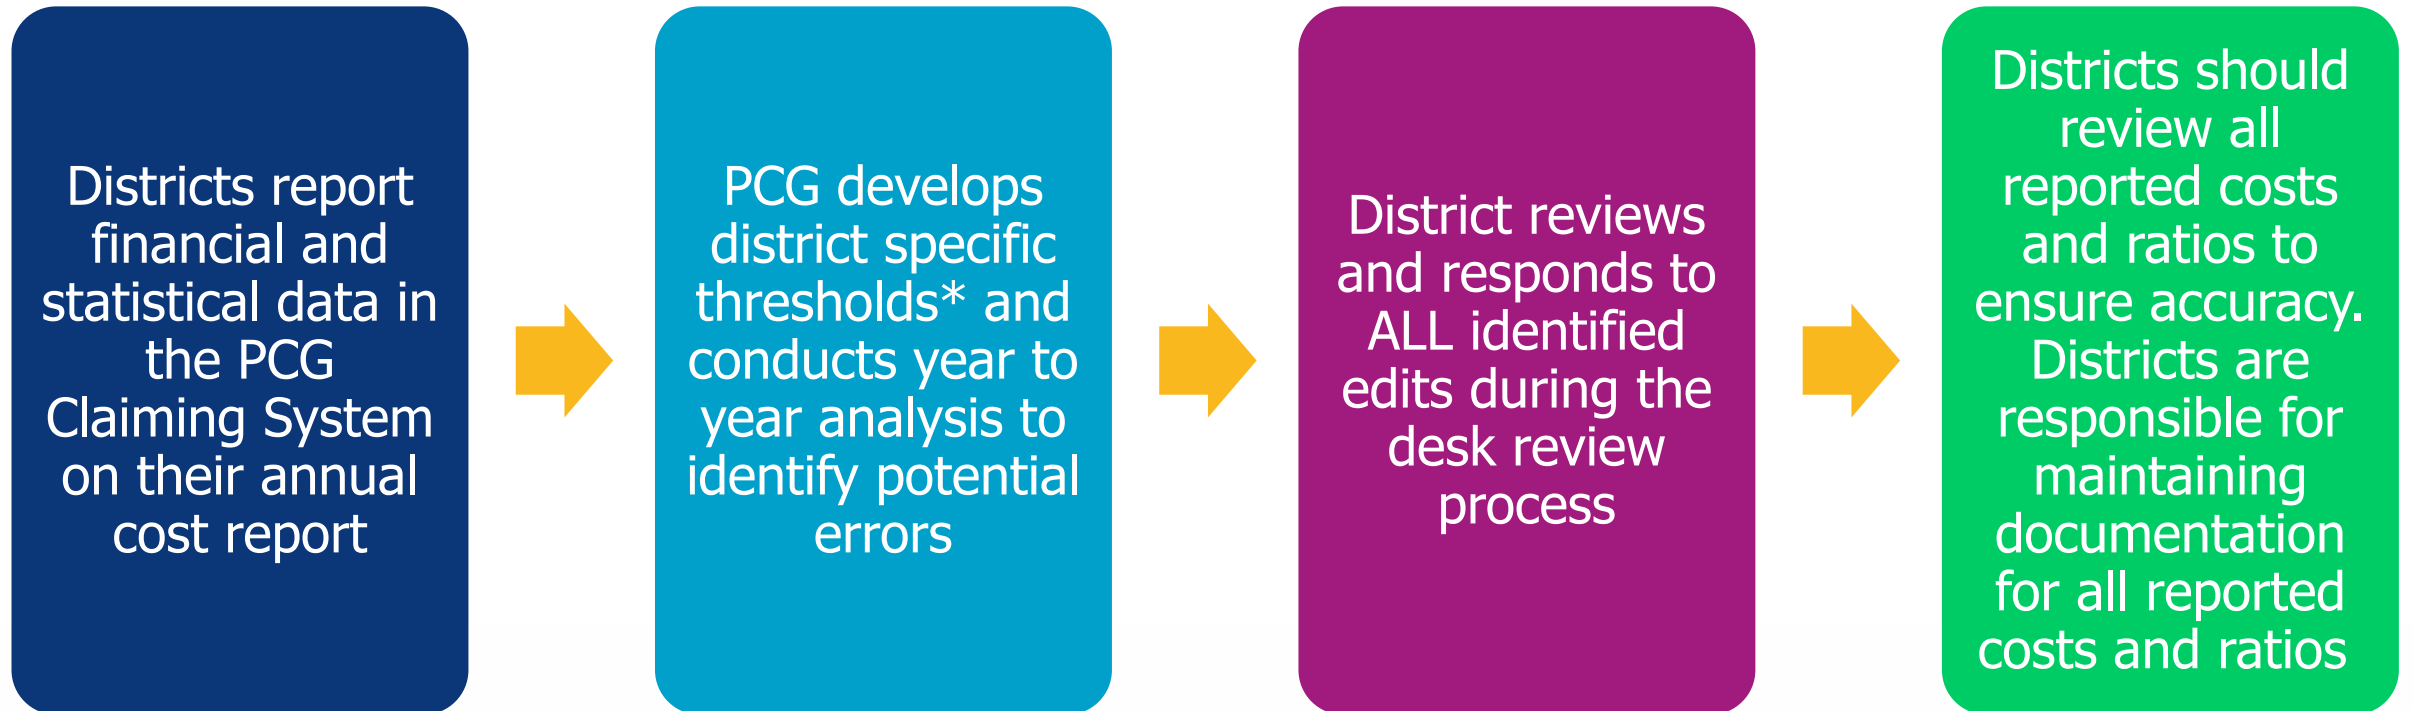 Districts report
financial and
statistical data in
the PCG
Claiming System
on their annual
cost report
PCG develops
district specific
thresholds* and
conducts year to
year analysis to
identify potential
errors
District reviews
and responds to
ALL identified
edits during the
desk review
process
Districts should
review all
reported costs
and ratios to
ensure accuracy.
Districts are
responsible for
maintaining
documentation
for all reported
costs and ratios